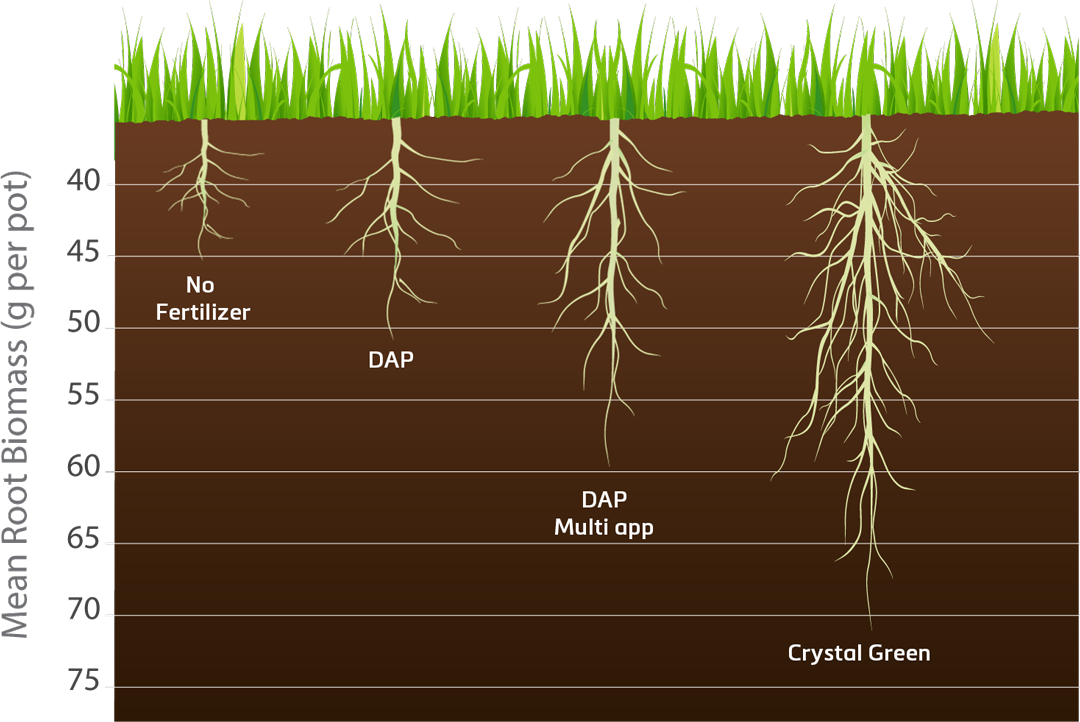 Mean Root Biomass (g per pot)
40
45
50
55
60
65
70
75
No
Fertilizer
DAP
DAP
Multi app
Crystal Green